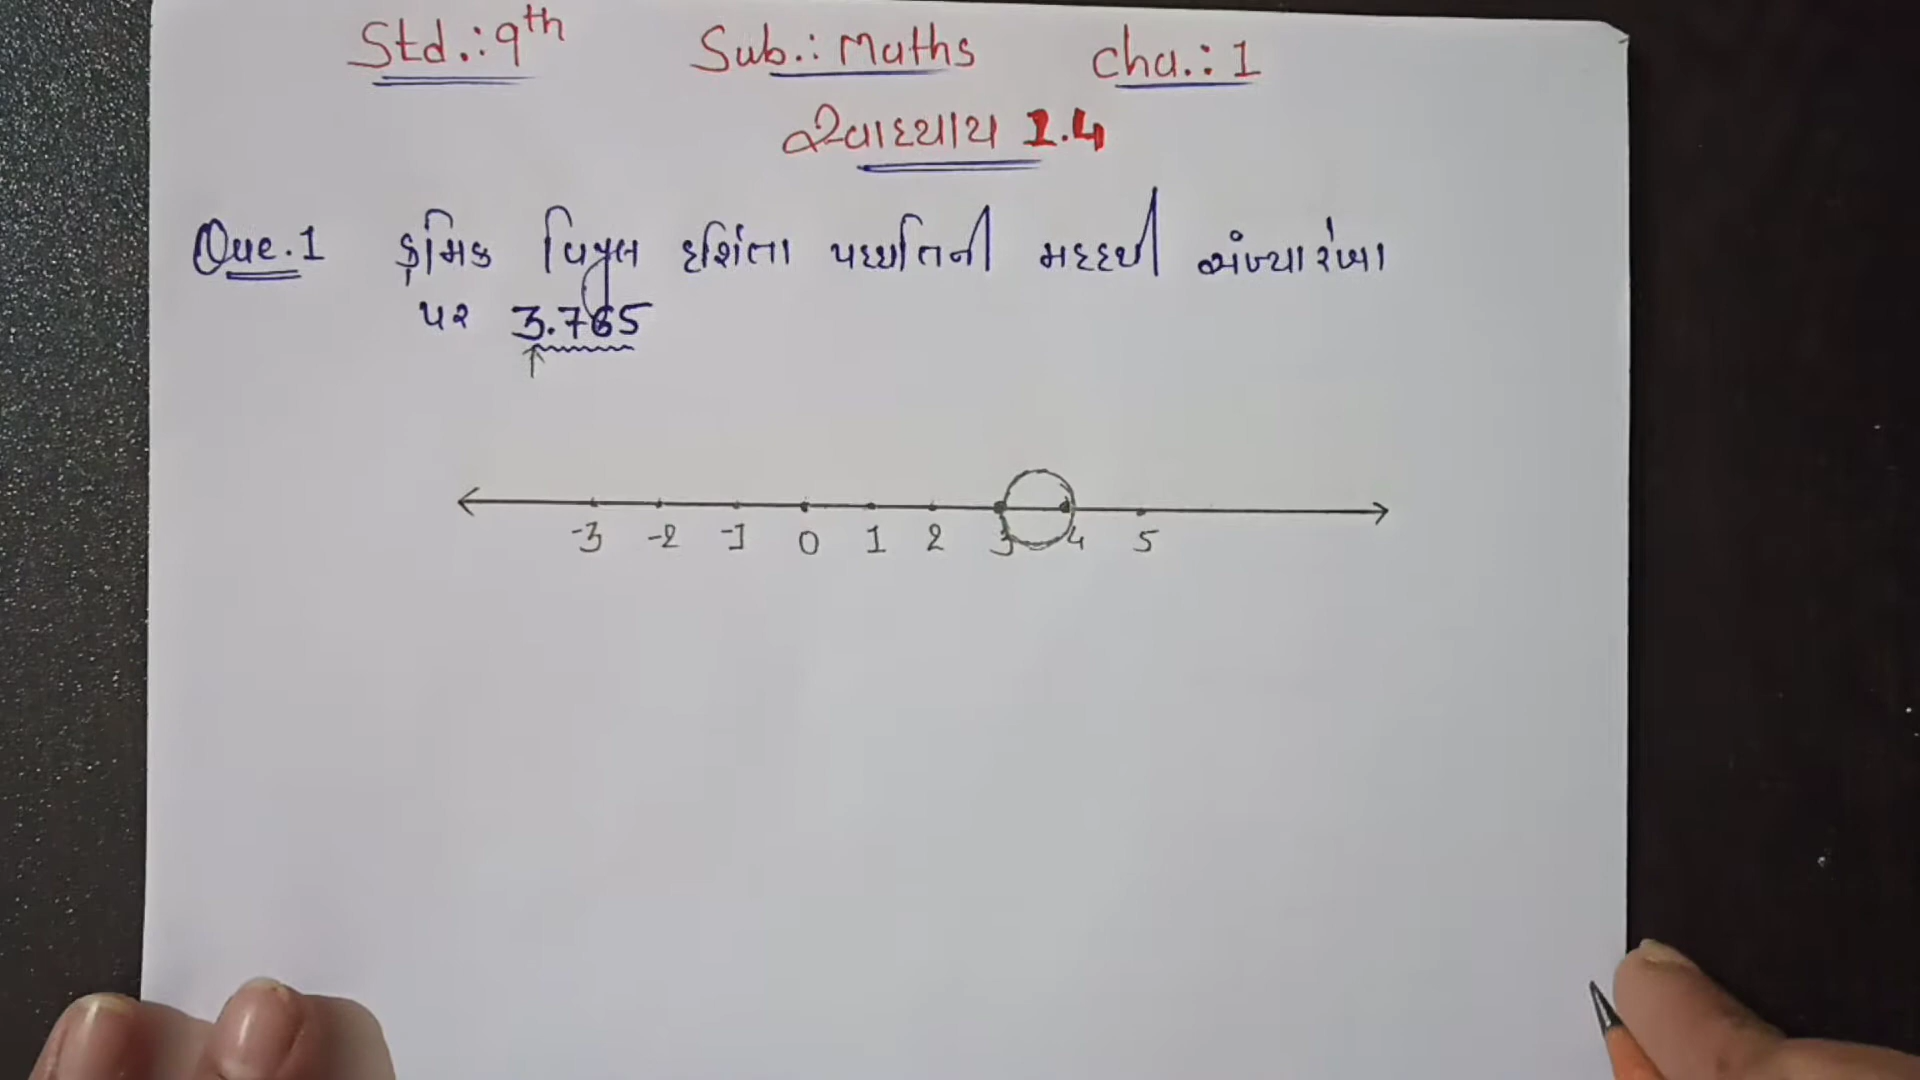 Std.: 9th Sub.: Maths Cha.: 1
સ્વાધ્યાય 1.4
Que.1 ક્રમિક વિપુલ દર્શિતા પધ્ધતિની મદદથી સંખ્યારેખા
પર 3.765
-3 -2 -1 0 1 2 3 4 5